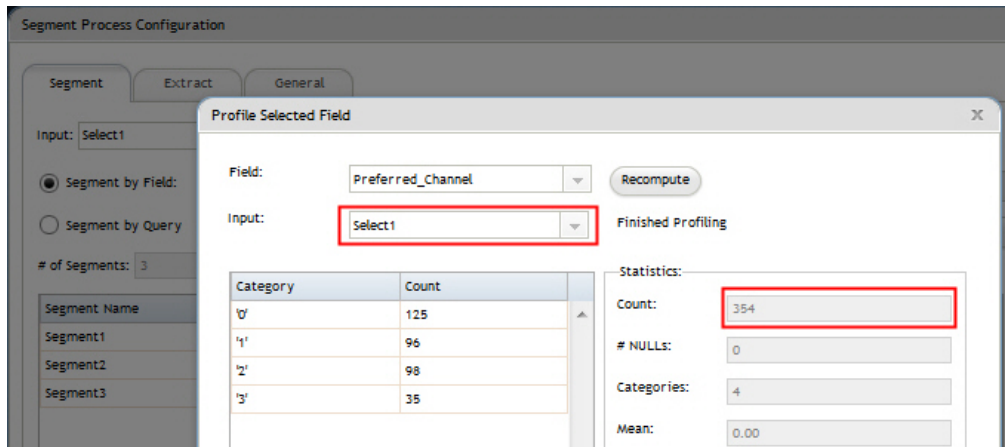 Segment Process Configuration
Segment Extract General
Profile Selected Field X
Input: Select1
Field: Preferred_Channel Recompute
Segment by Field:
Input: Select1 Finished Profiling
Segment by Query
# of Segments: 3
Statistics:
Category Count
Count: 354
Segment Name
'0' 125
Segment1
'1' 96
# NULLs: 0
Segment2
'2' 98
Categories: 4
Segment3
'3' 35
Mean: 0.00